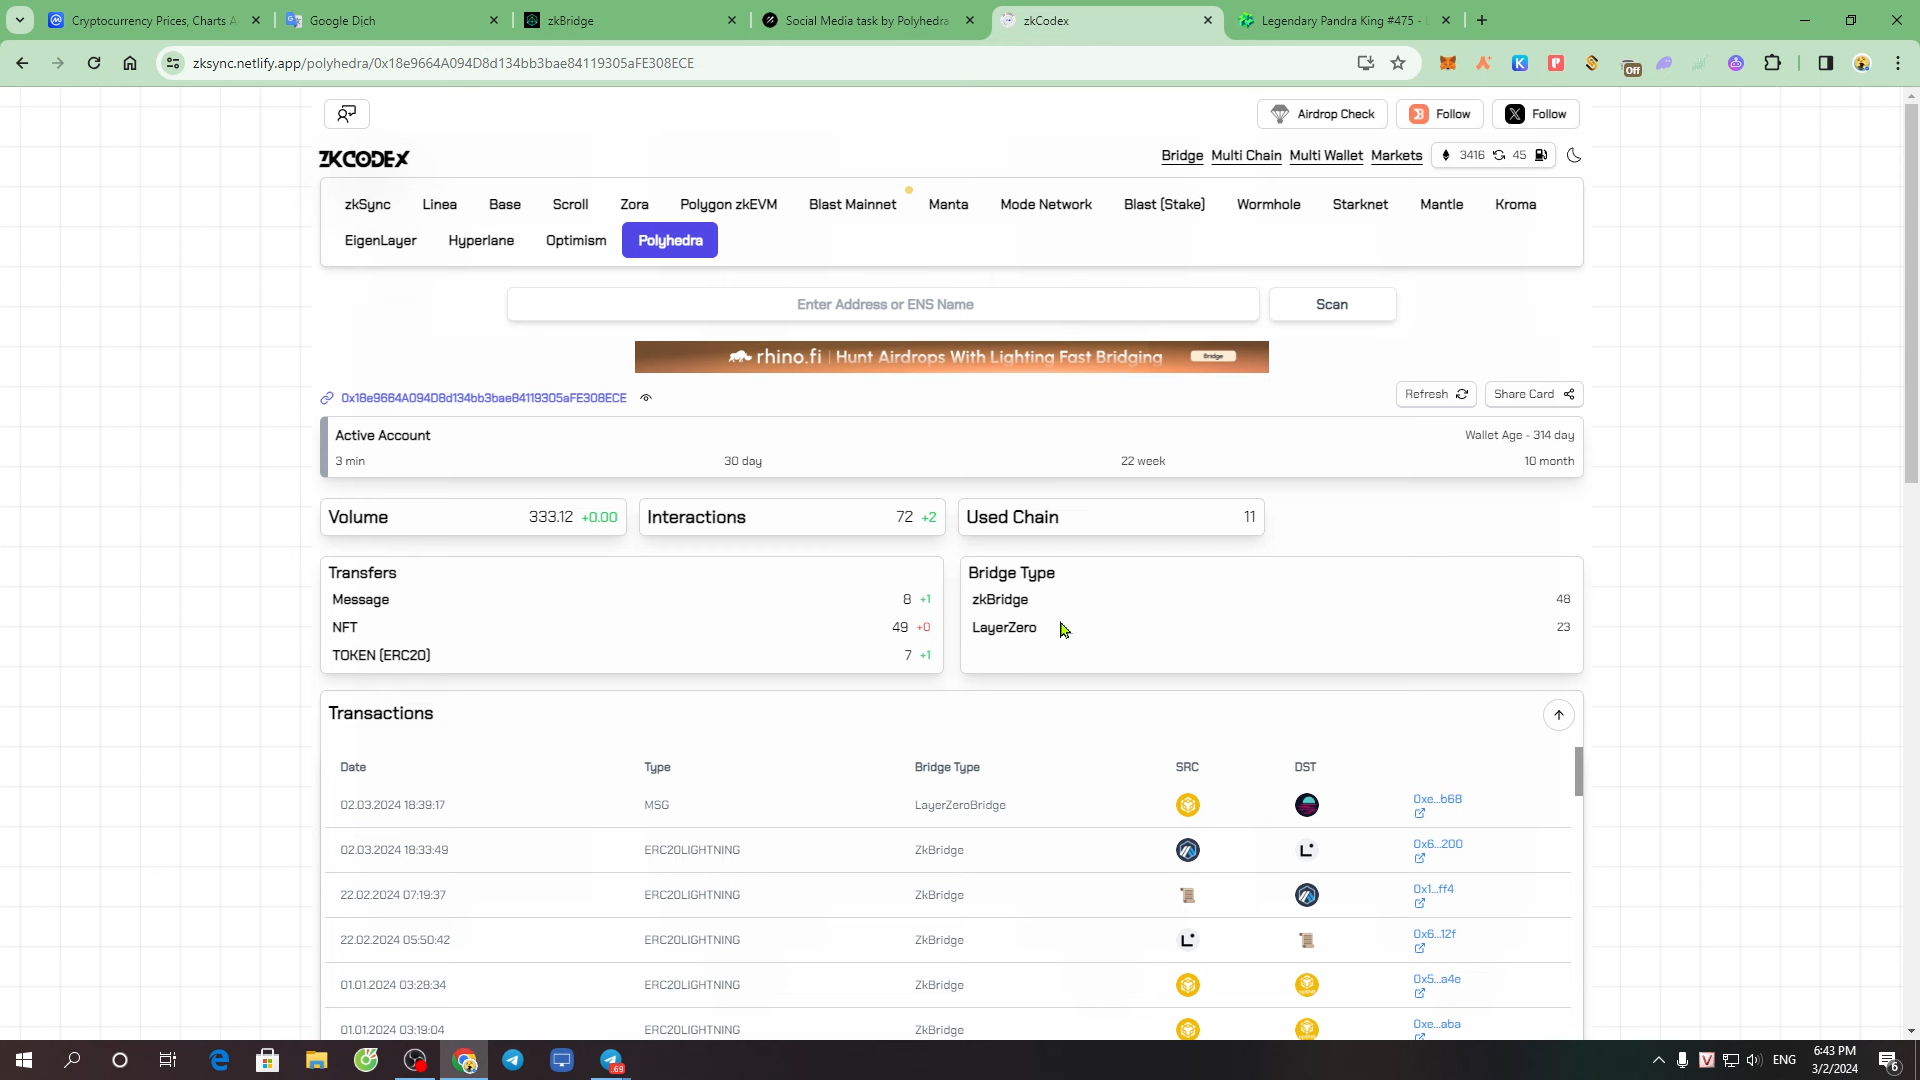 Cryptocurrency Prices, Charts A
Google Dịch
zkBridge
Social Media task by Polyhedra
zkCodex
Legendary Pandra King #475 -
zksync.netlify.app/polyhedra/0x18e9664A094D8d134bb3bae84119305aFE308ECE
Off
Airdrop Check
Follow
Follow
ZKCODEX
Bridge Multi Chain Multi Wallet Markets 3416 45
zkSync Linea Base Scroll Zora Polygon zkEVM Blast Mainnet Manta Mode Network Blast (Stake) Wormhole Starknet Mantle Kroma
EigenLayer Hyperlane Optimism Polyhedra
Enter Address or ENS Name
Scan
rhino.fi | Hunt Airdrops With Lighting Fast Bridging Bridge
0x18e9664A094D8d134bb3bae84119305aFE308ECE
Refresh
Share Card
Active Account
Wallet Age - 314 day
3 min 30 day 22 week 10 month
Volume 333.12 +0.00
Interactions 72 +2
Used Chain 11
Transfers
Message 8 +1
NFT 49 +0
TOKEN (ERC20) 7 +1
Bridge Type
zkBridge 48
LayerZero 23
Transactions
Date Type Bridge Type SRC DST
02.03.2024 18:39:17 MSG LayerZeroBridge 0xe...b68
02.03.2024 18:33:49 ERC20LIGHTNING ZkBridge 0x6...200
22.02.2024 07:19:37 ERC20LIGHTNING ZkBridge 0x1...ff4
22.02.2024 05:50:42 ERC20LIGHTNING ZkBridge 0x6...12f
01.01.2024 03:28:34 ERC20LIGHTNING ZkBridge 0x5...a4e
01.01.2024 03:19:04 ERC20LIGHTNING ZkBridge 0xe...aba
.69
ENG
6:43 PM
3/2/2024
6